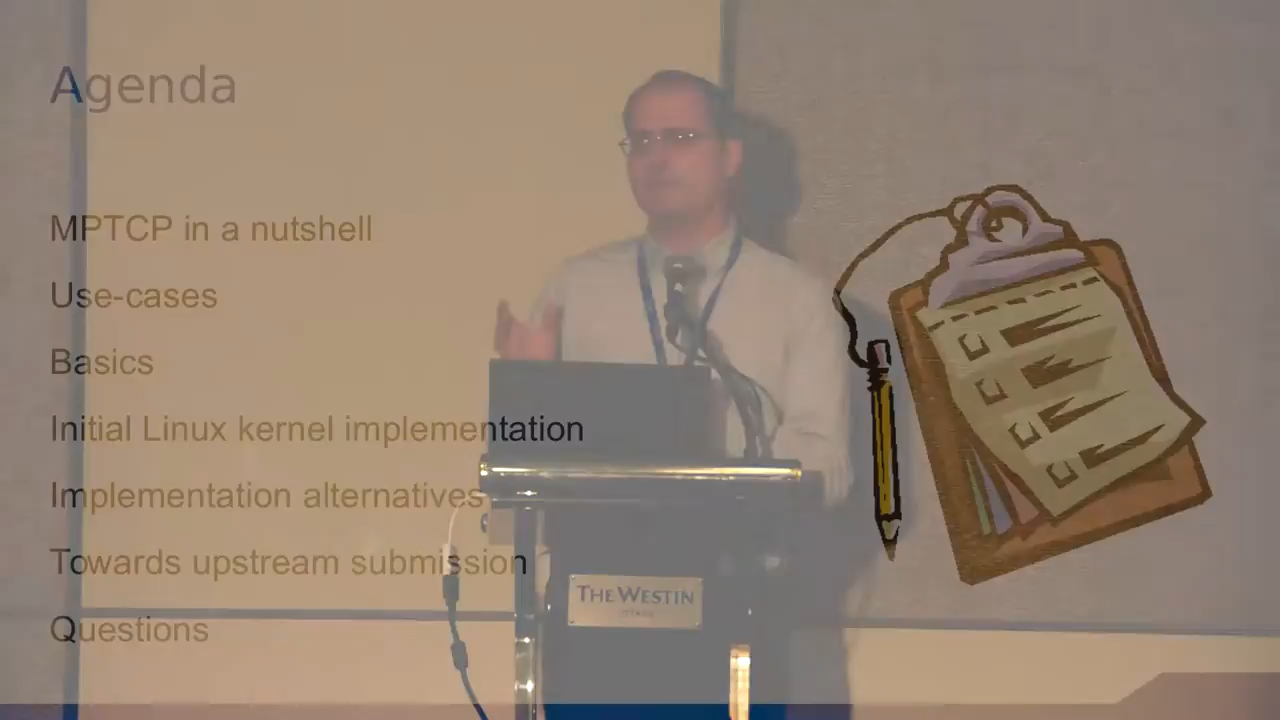 Agenda
MPTCP in a nutshell
Use-cases
Basics
Initial Linux kernel implementation
Implementation alternatives
Towards upstream submission
Questions
THE WESTIN